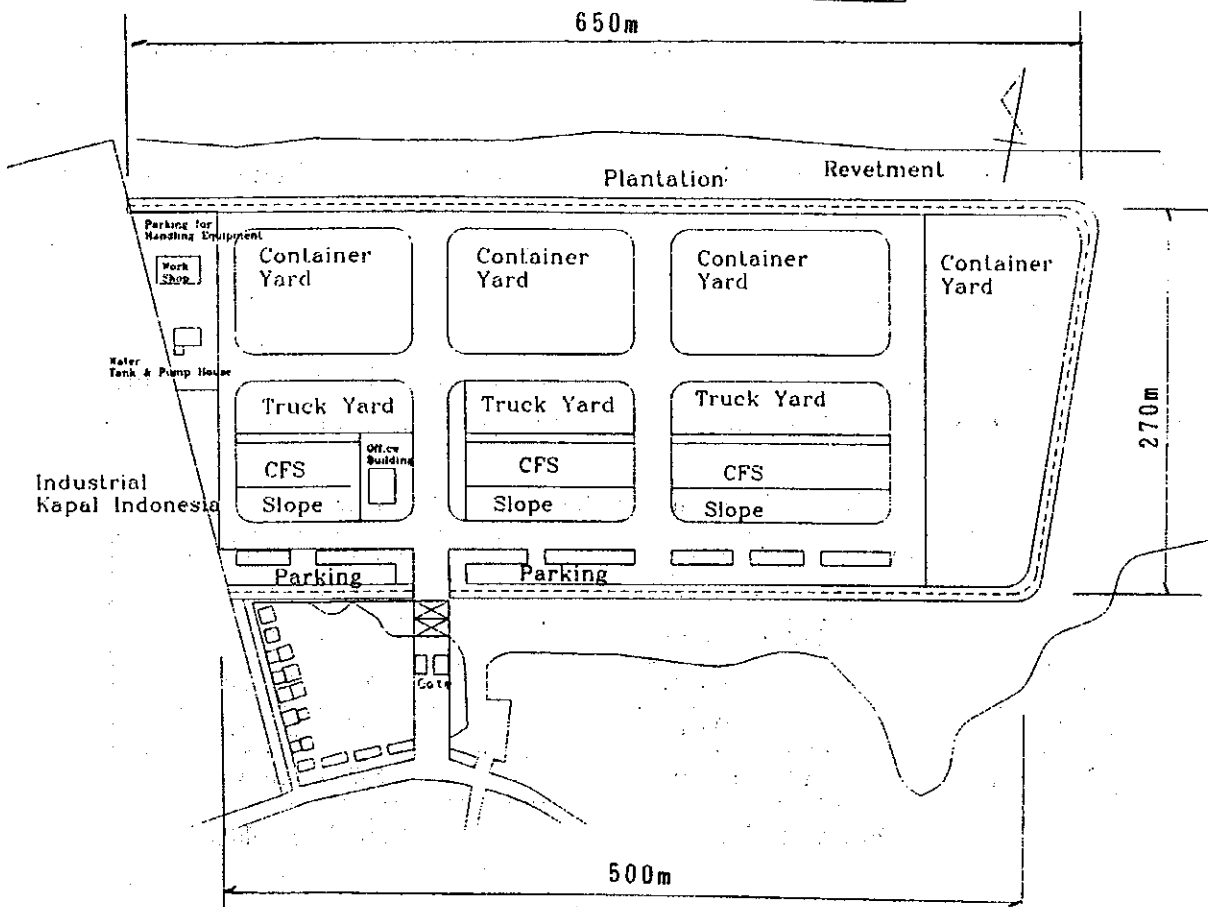 650m
Plantation
Revetment
Parking for
Handling Equipment
Work
Shop
Container
Yard
Container
Yard
Container
Yard
Container
Yard
Water
Tank & Pump House
Truck Yard
Truck Yard
Truck Yard
270m
Office
Building
CFS
CFS
CFS
Industrial
Kapal Indonesia
Slope
Slope
Slope
Parking
Parking
Gate
500m